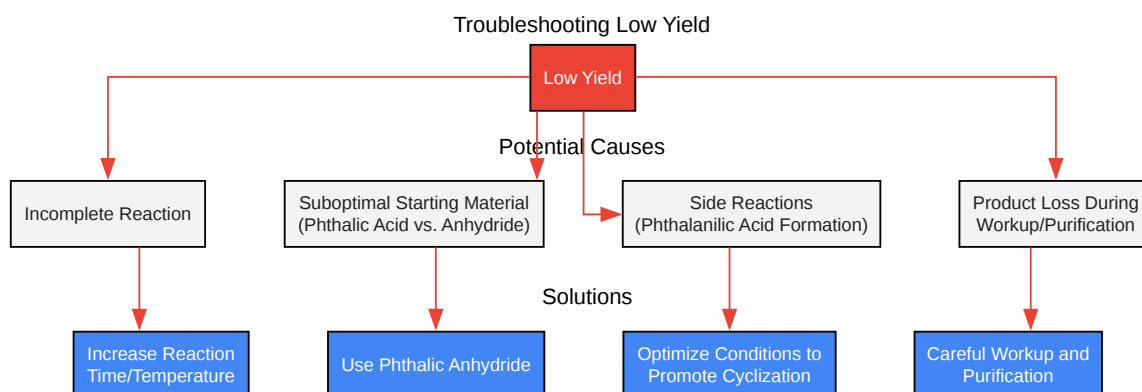 Troubleshooting Low Yield
Low Yield
Potential Causes
Incomplete Reaction
Suboptimal Starting Material
(Phthalic Acid vs. Anhydride)
Side Reactions
(Phthalanilic Acid Formation)
Product Loss During
Workup/Purification
Solutions
Increase Reaction
Time/Temperature
Use Phthalic Anhydride
Optimize Conditions to
Promote Cyclization
Careful Workup and
Purification